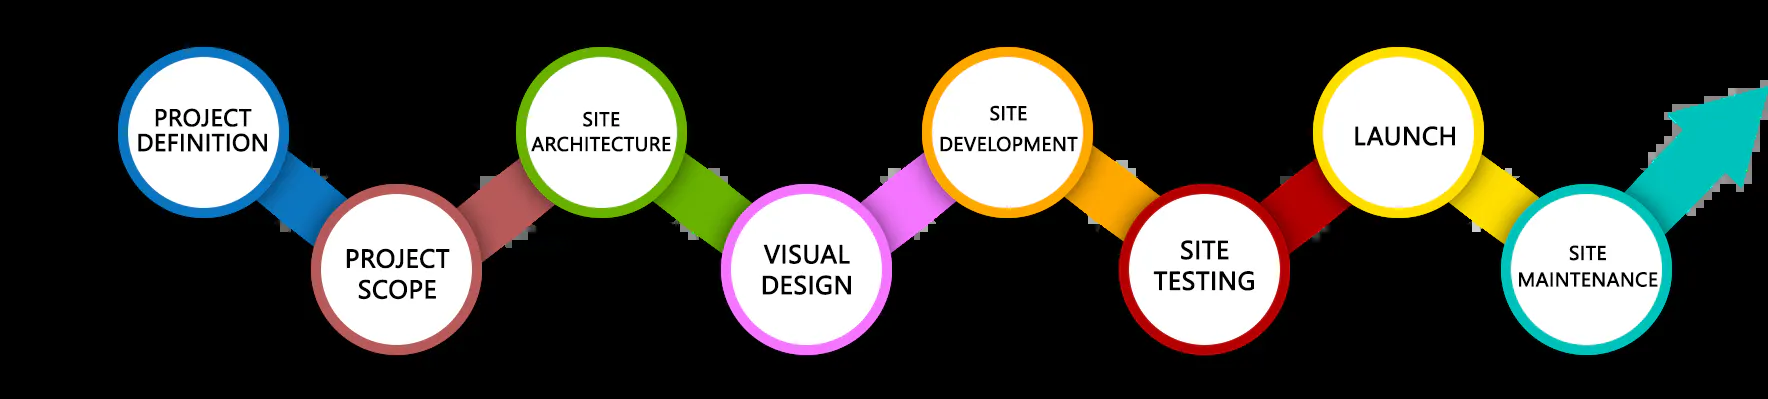 PROJECT
DEFINITION
PROJECT
SCOPE
SITE
ARCHITECTURE
VISUAL
DESIGN
SITE
DEVELOPMENT
SITE
TESTING
LAUNCH
SITE
MAINTENANCE